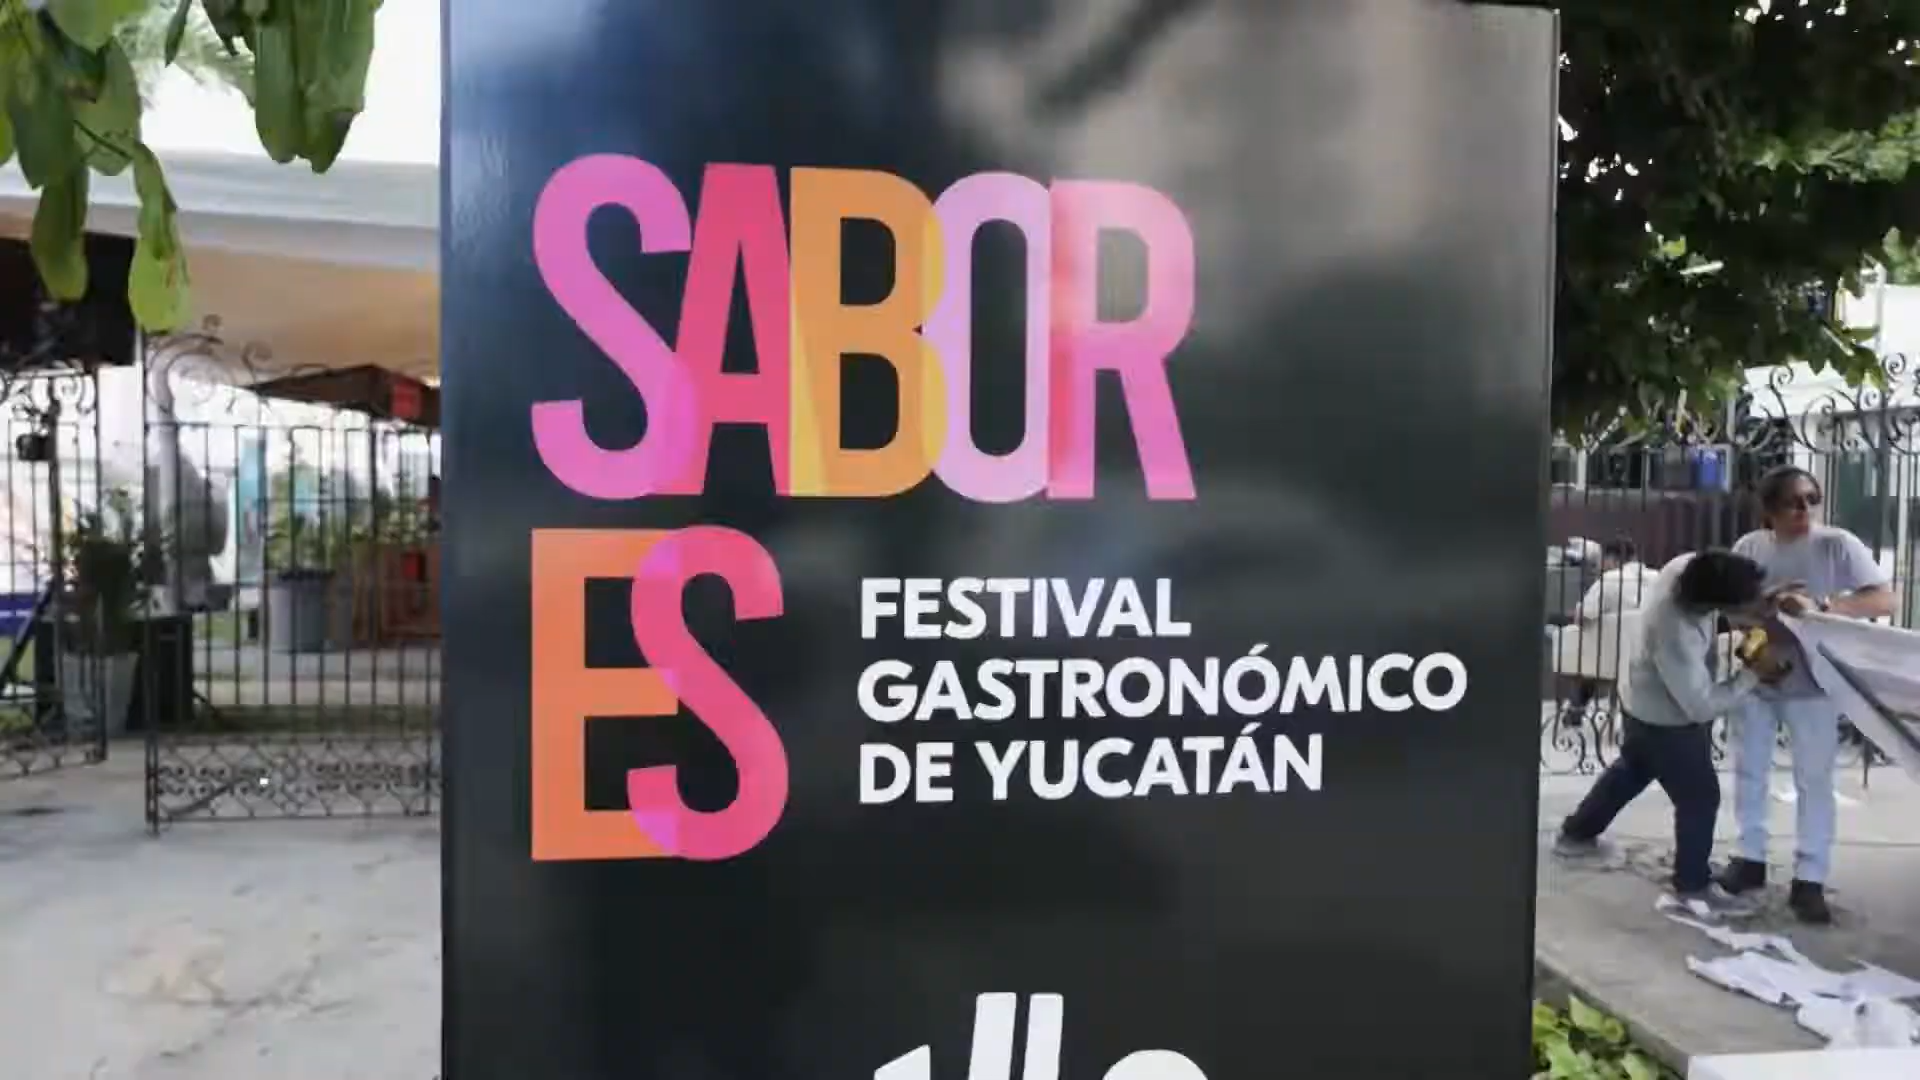 SABOR
ES
FESTIVAL
GASTRONÓMICO
DE YUCATÁN